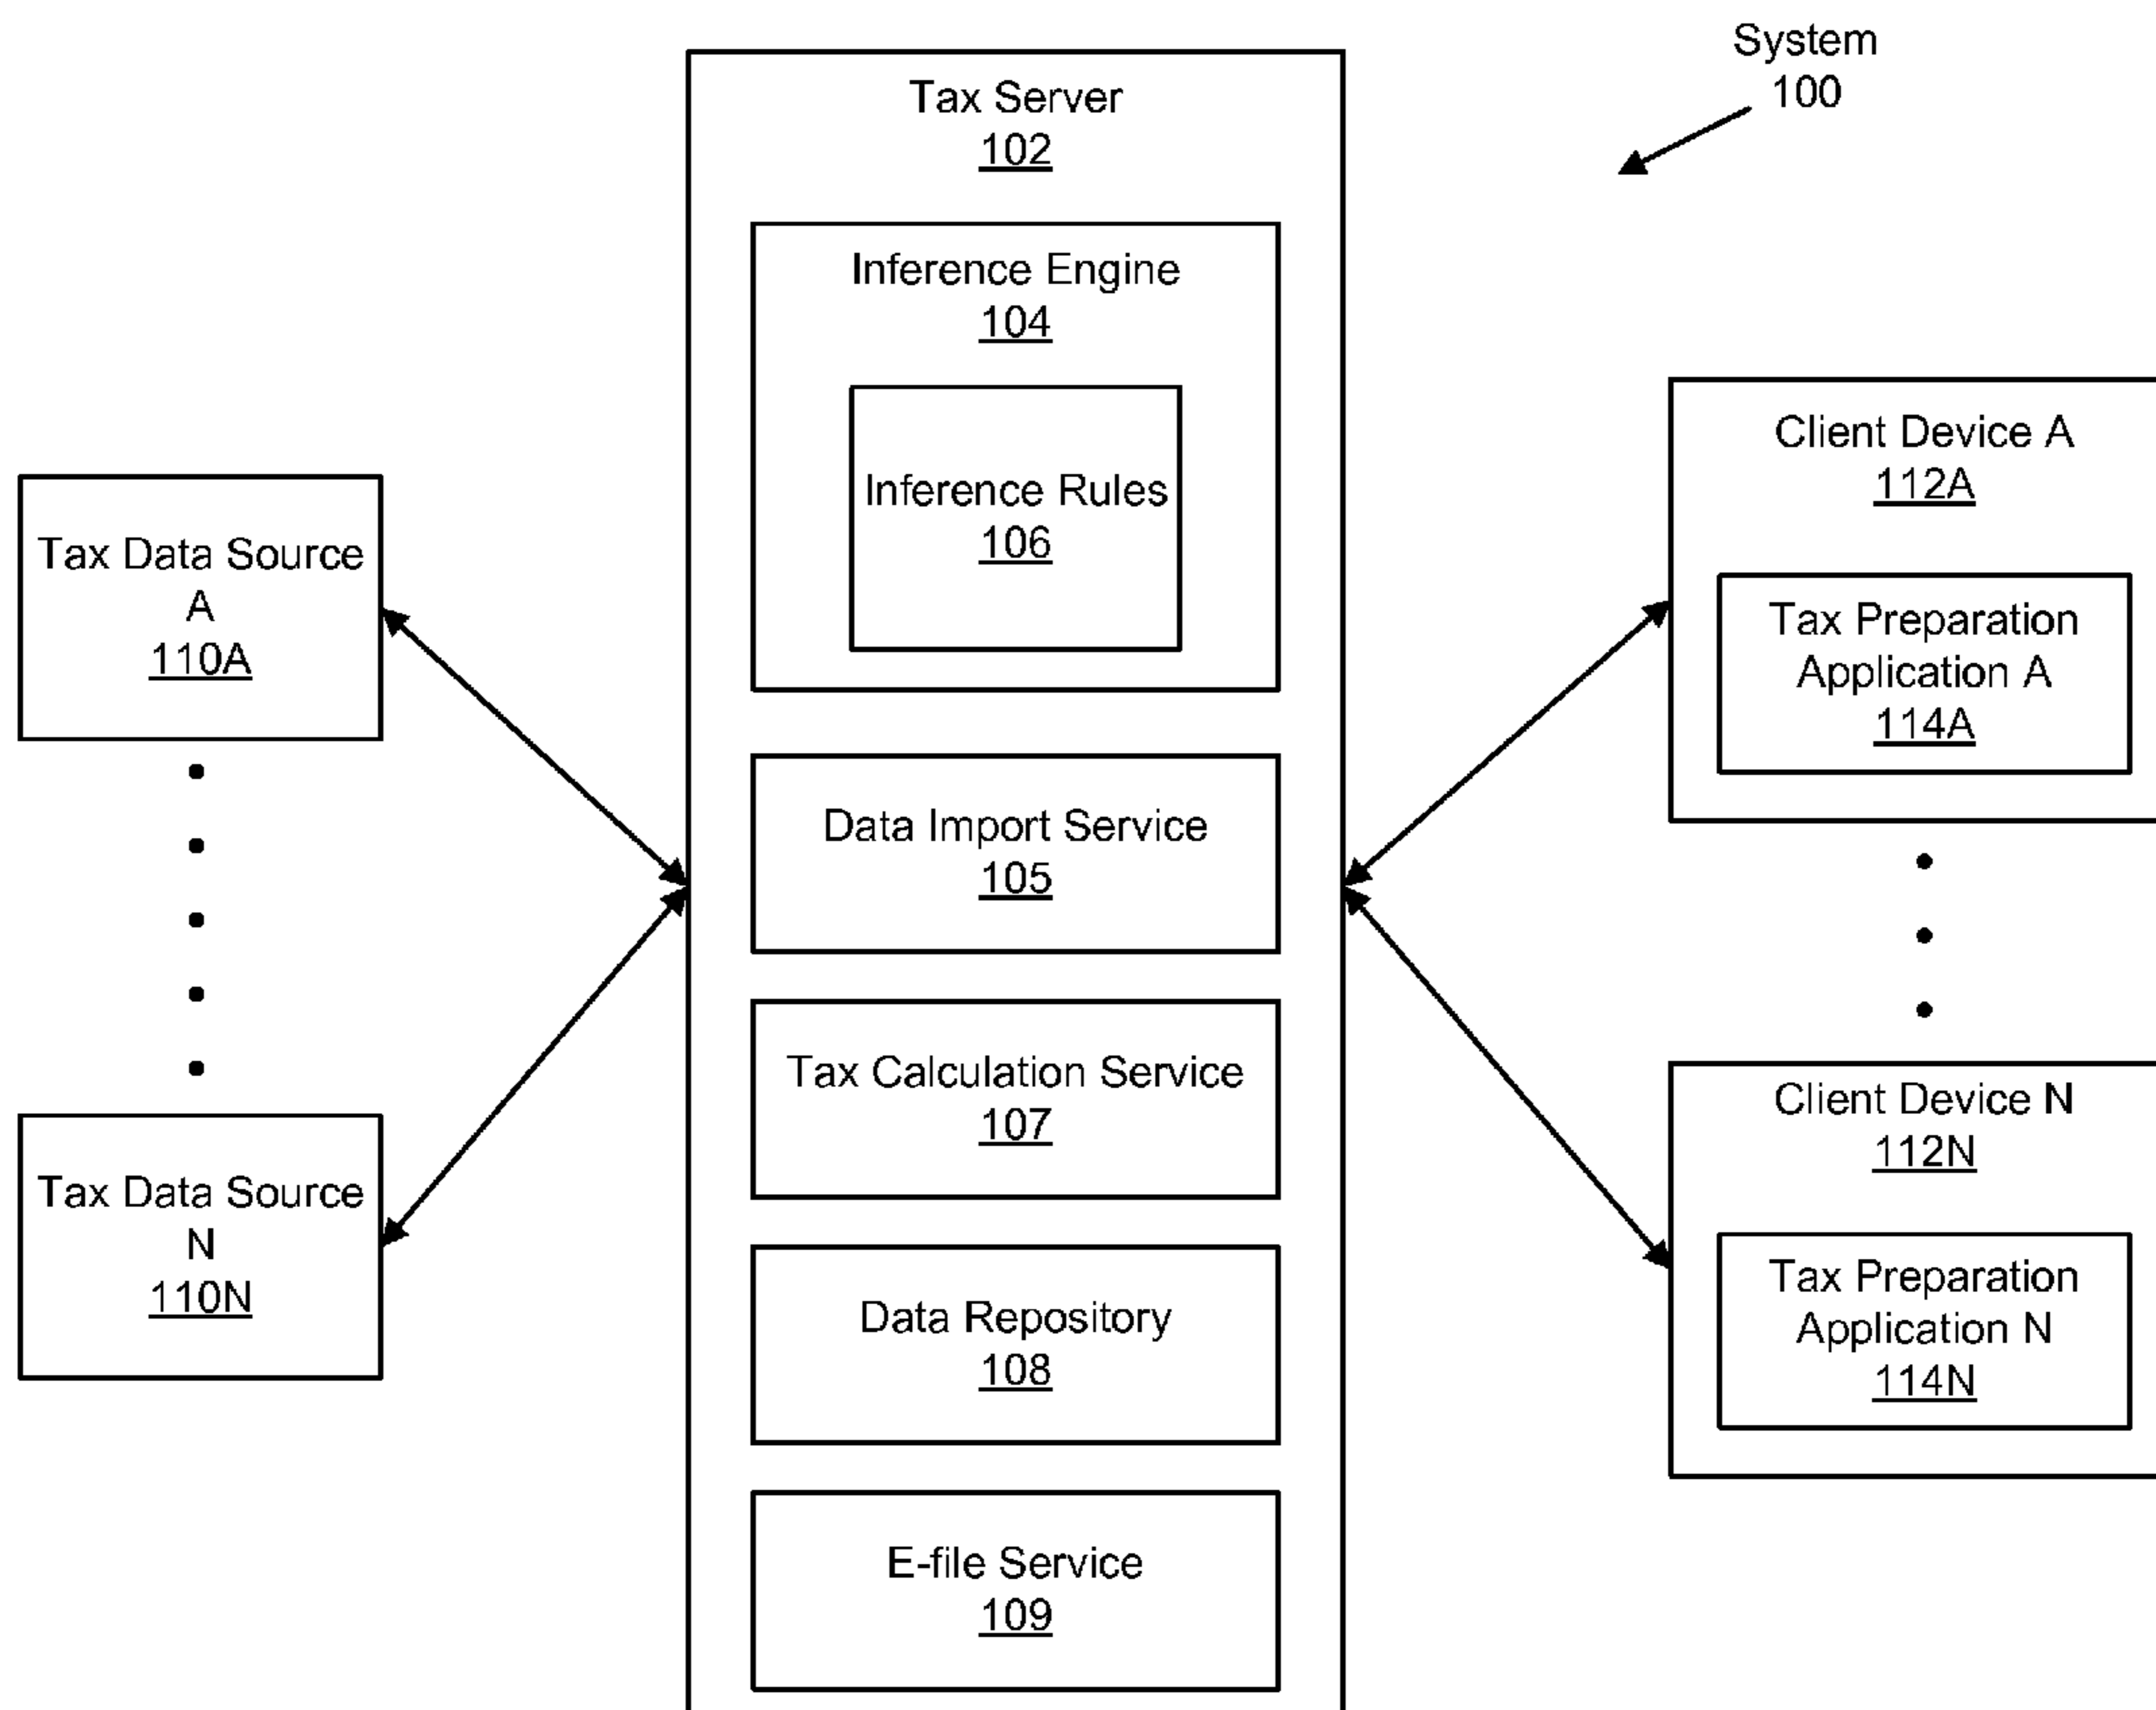 System
100
Tax Server
102
Inference Engine
104
Inference Rules
106
Data Import Service
105
Tax Calculation Service
107
Data Repository
108
E-file Service
109
Tax Data Source
A
110A
Tax Data Source
N
110N
Client Device A
112A
Tax Preparation
Application A
114A
Client Device N
112N
Tax Preparation
Application N
114N